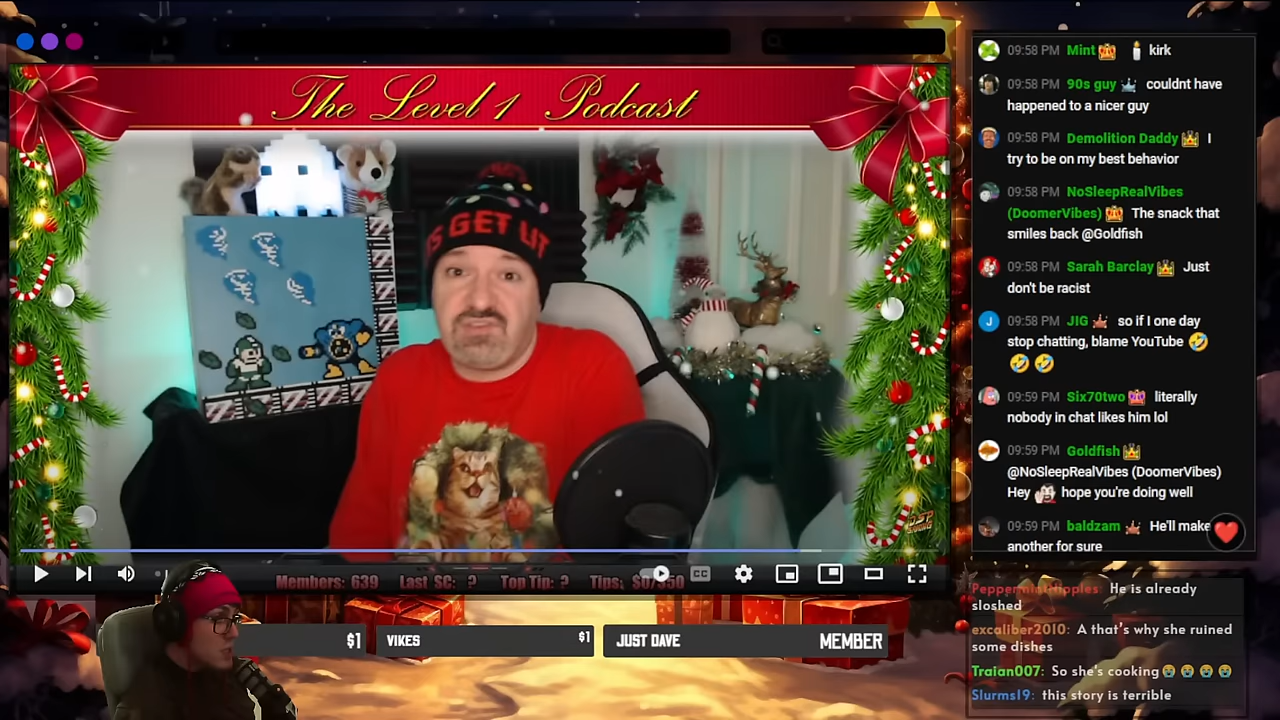 The Level 1 Podcast
'S GET LIT
Members: 639 Last SC: ? Top Tip: ? Tips: $0/350
CC
$1
VIKES $1
JUST DAVE MEMBER
09:58 PM Mint kirk
09:58 PM 90s guy couldnt have
happened to a nicer guy
09:58 PM Demolition Daddy I
try to be on my best behavior
09:58 PM NoSleepRealVibes
(DoomerVibes) The snack that
smiles back @Goldfish
09:58 PM Sarah Barclay Just
don't be racist
J 09:58 PM JIG so if I one day
stop chatting, blame YouTube 🤣
🤣 🤣
09:59 PM Six70two literally
nobody in chat likes him lol
09:59 PM Goldfish
@NoSleepRealVibes (DoomerVibes)
Hey hope you're doing well
09:59 PM baldzam He'll make
another for sure
He is already
sloshed
excaliber2010: A that's why she ruined
some dishes
Traian007: So she's cooking😭 😭 😭 😭
Slurms19: this story is terrible